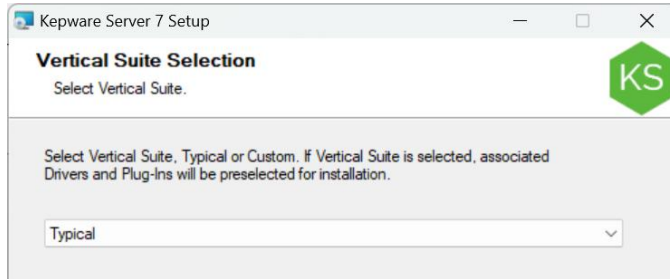 Kepware Server 7 Setup
Vertical Suite Selection
Select Vertical Suite.
KS
Select Vertical Suite, Typical or Custom. If Vertical Suite is selected, associated
Drivers and Plug-Ins will be preselected for installation.
Typical